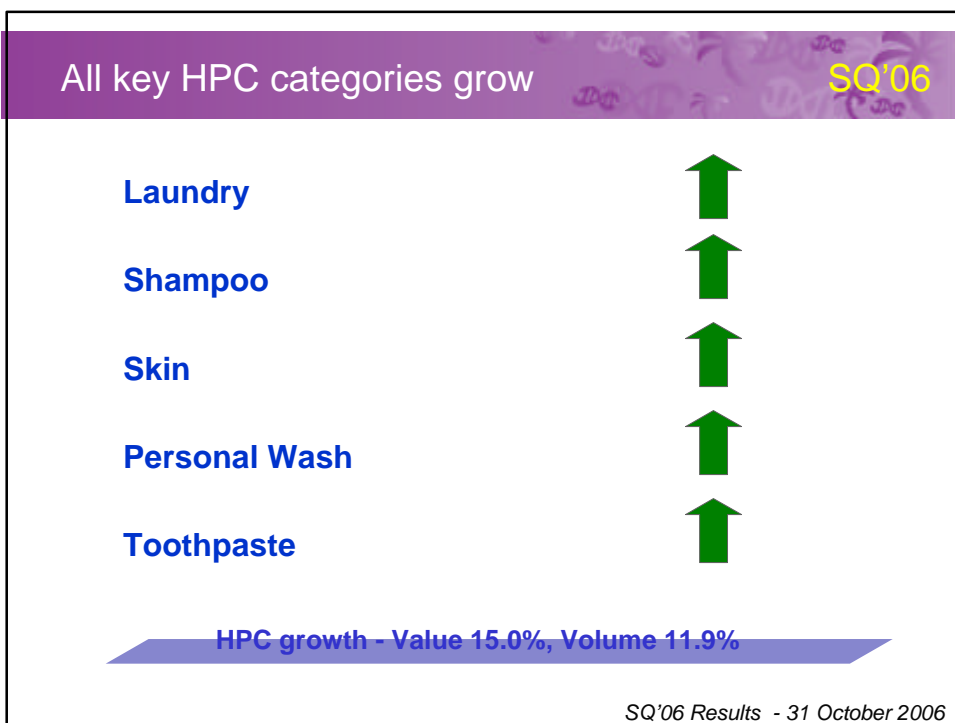 All key HPC categories grow SQ’06
Laundry
Shampoo
Skin
Personal Wash
Toothpaste
HPC growth - Value 15.0%, Volume 11.9%
SQ’06 Results - 31 October 2006